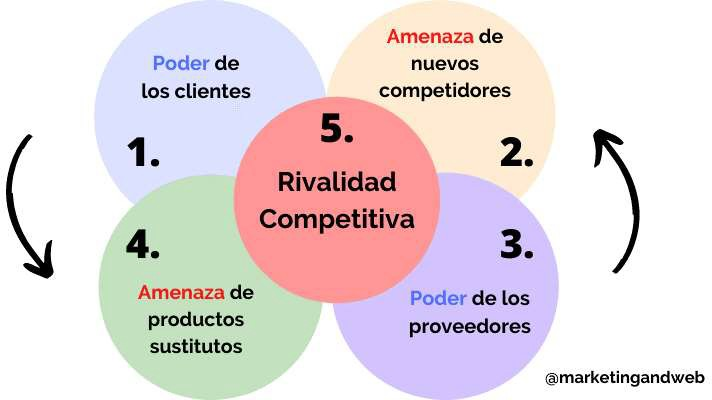 Poder de
los clientes
1.
Amenaza de
nuevos
competidores
2.
5.
Rivalidad
Competitiva
4.
Amenaza de
productos
sustitutos
3.
Poder de los
proveedores
@marketingandweb